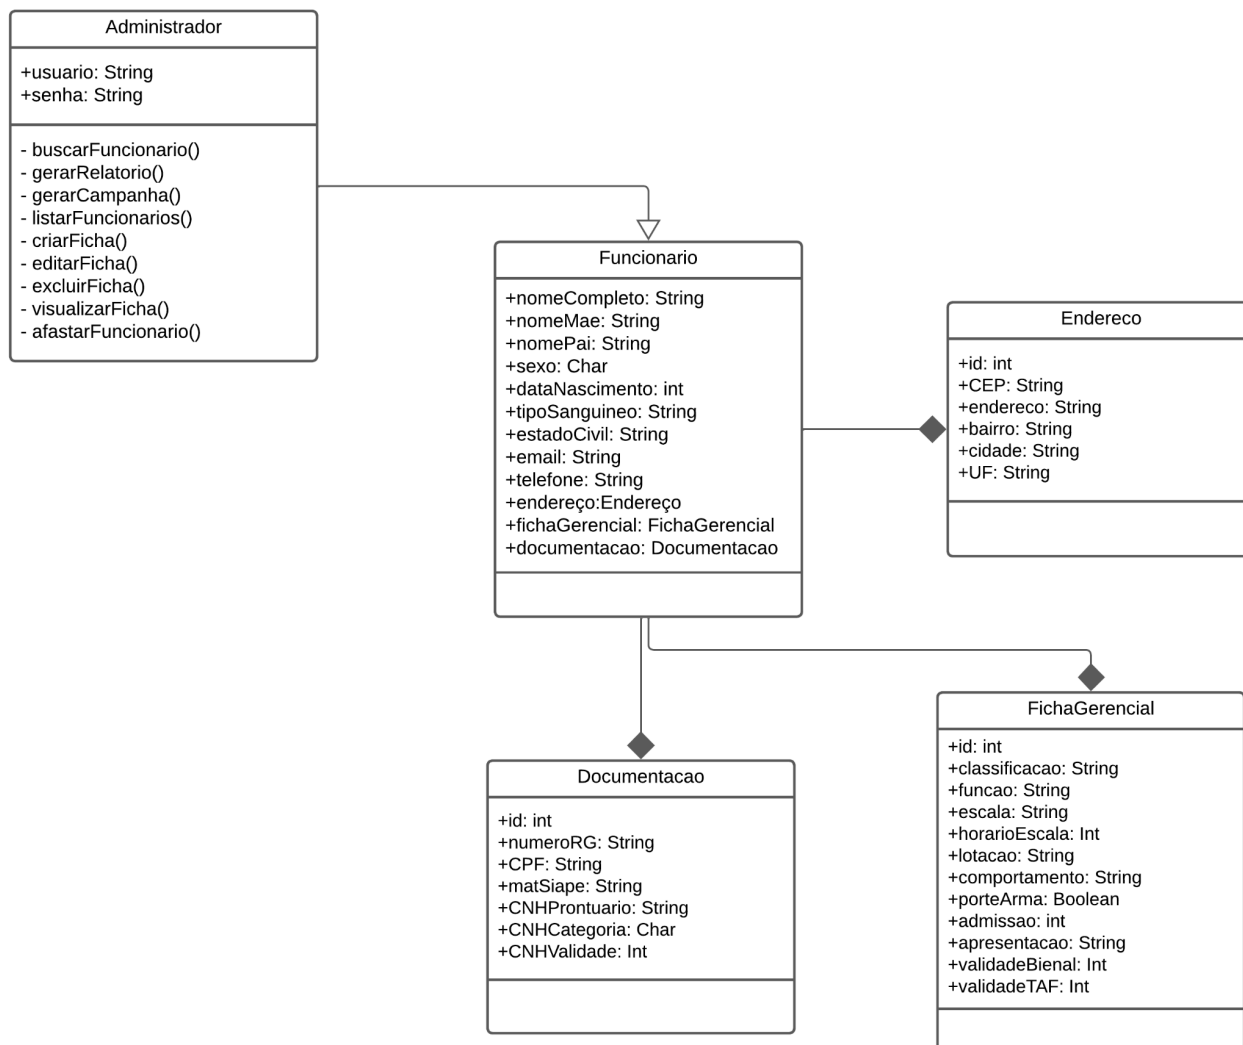 Administrador
+usuario: String
+senha: String
- buscarFuncionario()
- gerarRelatorio()
- gerarCampanha()
- listarFuncionarios()
- criarFicha()
- editarFicha()
- excluirFicha()
- visualizarFicha()
- afastarFuncionario()
Funcionario
+nomeCompleto: String
+nomeMae: String
+nomePai: String
+sexo: Char
+dataNascimento: int
+tipoSanguineo: String
+estadoCivil: String
+email: String
+telefone: String
+endereço:Endereço
+fichaGerencial: FichaGerencial
+documentacao: Documentacao
Endereco
+id: int
+CEP: String
+endereco: String
+bairro: String
+cidade: String
+UF: String
Documentacao
+id: int
+numeroRG: String
+CPF: String
+matSiape: String
+CNHProntuario: String
+CNHCategoria: Char
+CNHValidade: Int
FichaGerencial
+id: int
+classificacao: String
+funcao: String
+escala: String
+horarioEscala: Int
+lotacao: String
+comportamento: String
+porteArma: Boolean
+admissao: int
+apresentacao: String
+validadeBienal: Int
+validadeTAF: Int